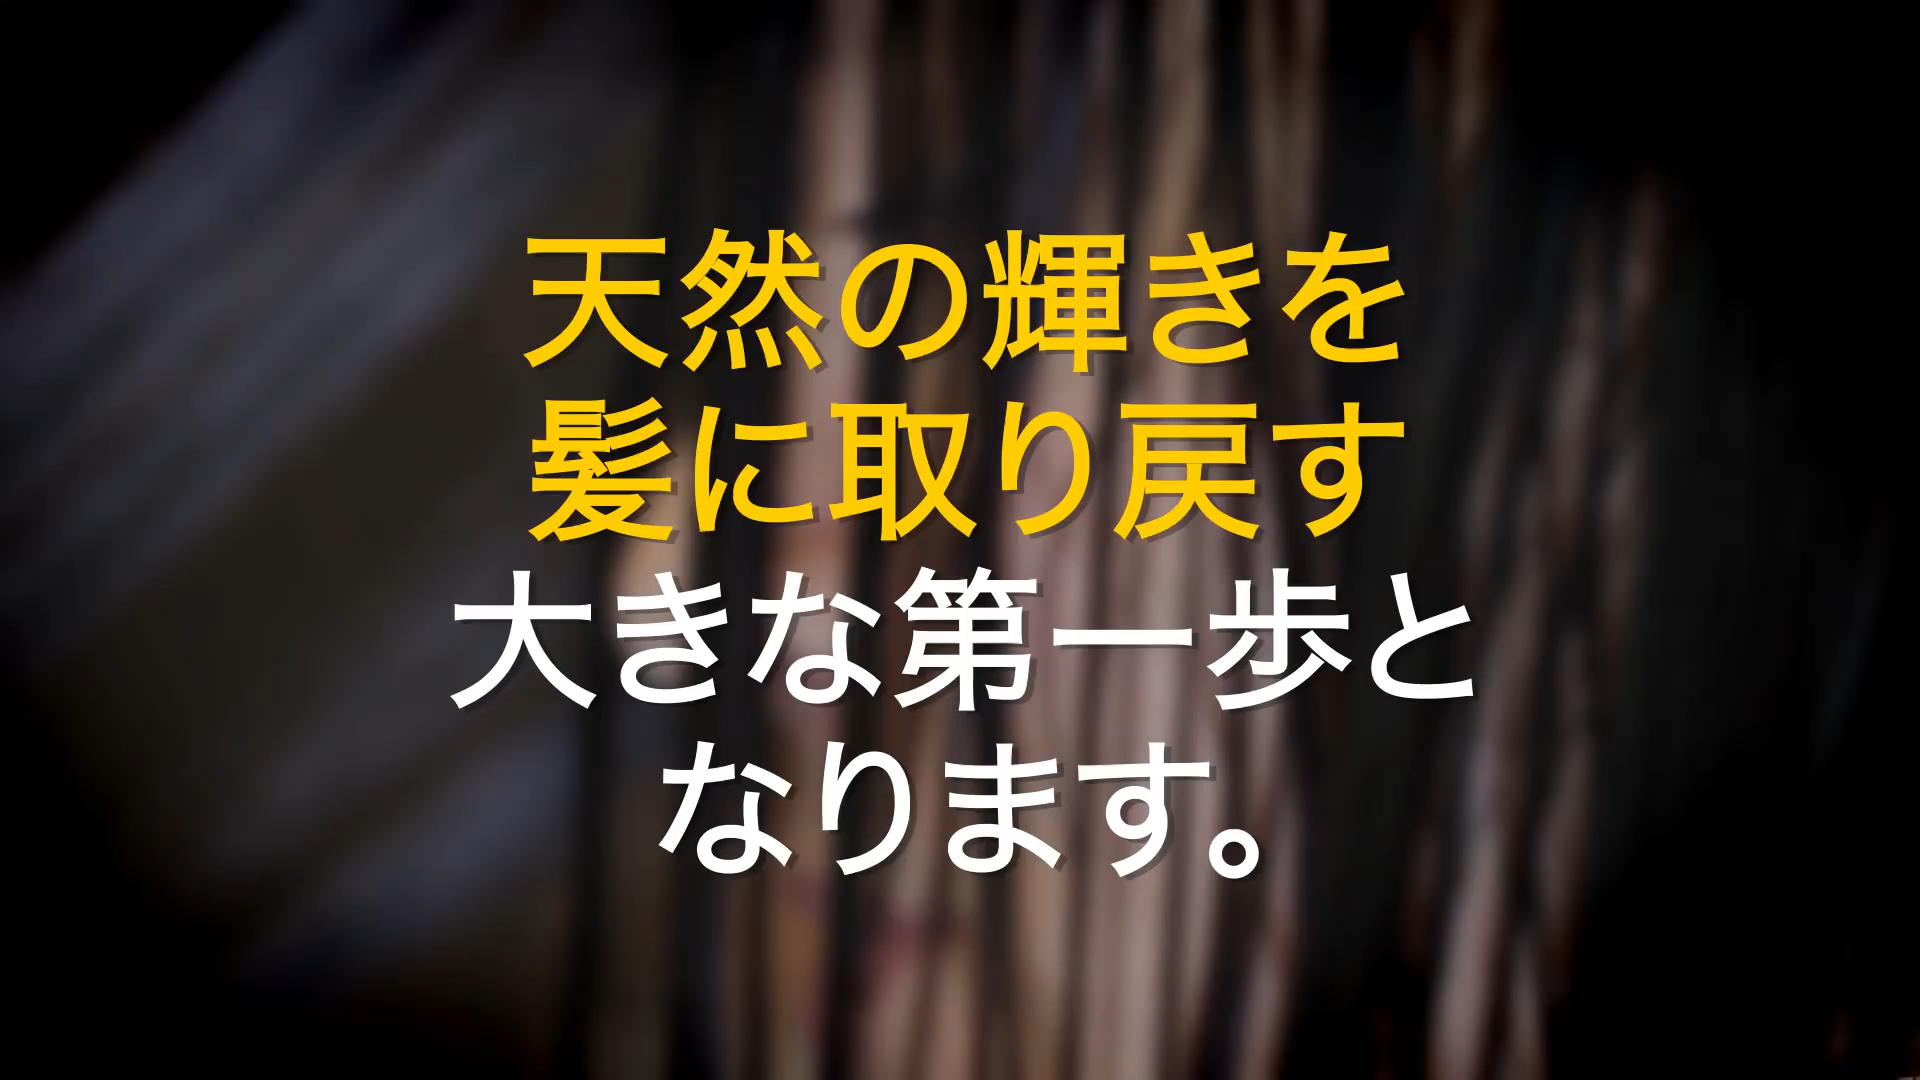 天然の輝きを
髪に取り戻す
大きな第一歩と
なります。